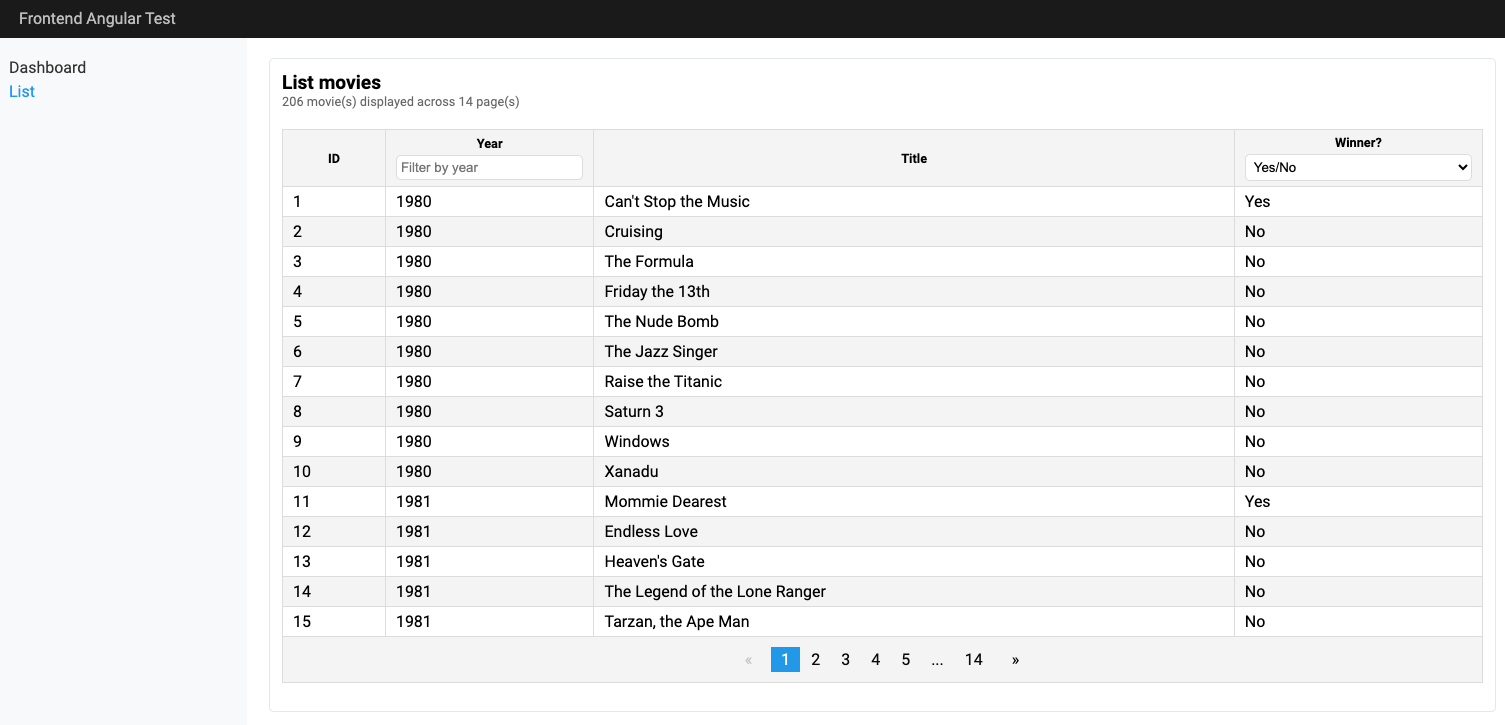 Frontend Angular Test
Dashboard
List
List movies
206 movie(s) displayed across 14 page(s)
ID Year Title Winner?
Filter by year Yes/No
1 1980 Can't Stop the Music Yes
2 1980 Cruising No
3 1980 The Formula No
4 1980 Friday the 13th No
5 1980 The Nude Bomb No
6 1980 The Jazz Singer No
7 1980 Raise the Titanic No
8 1980 Saturn 3 No
9 1980 Windows No
10 1980 Xanadu No
11 1981 Mommie Dearest Yes
12 1981 Endless Love No
13 1981 Heaven's Gate No
14 1981 The Legend of the Lone Ranger No
15 1981 Tarzan, the Ape Man No
« 1 2 3 4 5 ... 14 »